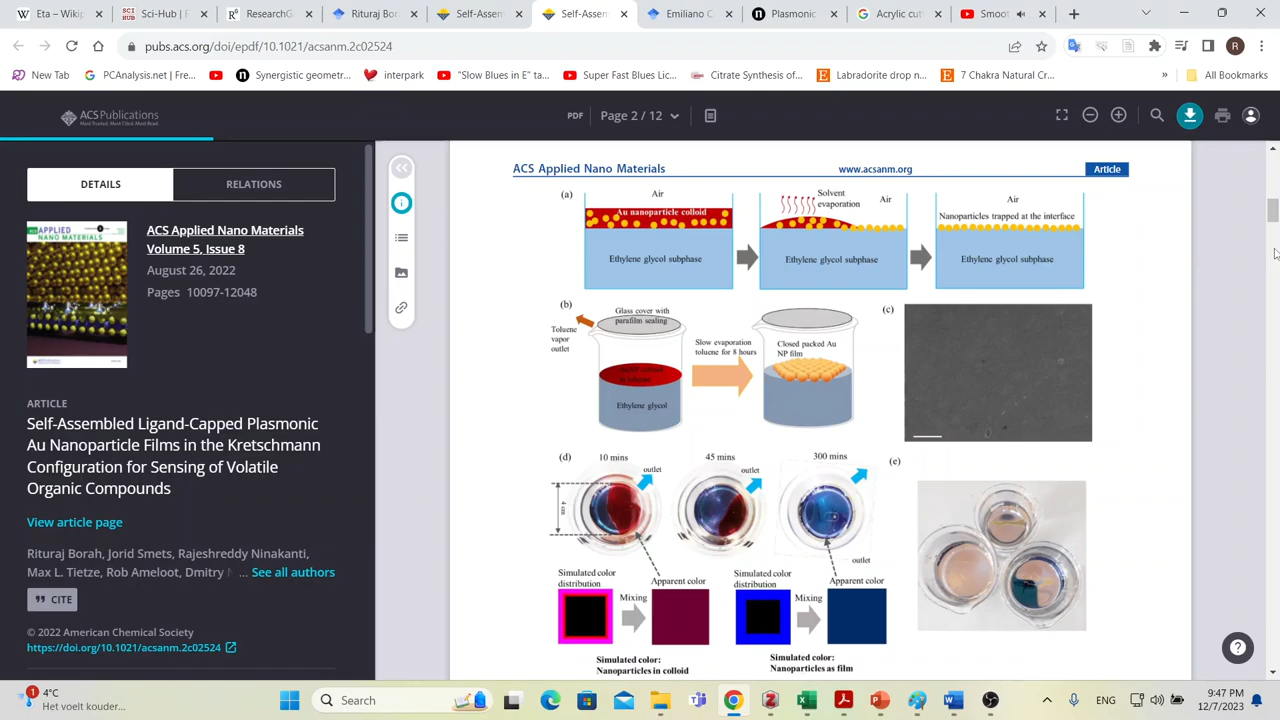 Wita
R
Kretschm
Rituraj Bor
Self-Assem
Self-Assem
Emiliano C
Plasmonic
Acrylic cut
Smoot
pubs.acs.org/doi/epdf/10.1021/acsanm.2c02524
R
New Tab
PCAnalysis.net | Fre...
Synergistic geometr...
interpark
"Slow Blues in E" ta...
Super Fast Blues Lic...
Citrate Synthesis of...
Labradorite drop n...
7 Chakra Natural Cr...
»
All Bookmarks
ACS Publications
PDF
Page 2 / 12
DETAILS
RELATIONS
ACS Applied Nano Materials
Volume 5, Issue 8
August 26, 2022
Pages 10097-12048
ARTICLE
Self-Assembled Ligand-Capped Plasmonic
Au Nanoparticle Films in the Kretschmann
Configuration for Sensing of Volatile
Organic Compounds
View article page
Rituraj Borah, Jorid Smets, Rajeshreddy Ninakanti,
Max L. Tietze, Rob Ameloot, Dmitry N ... See all authors
CITE
© 2022 American Chemical Society
https://doi.org/10.1021/acsanm.2c02524
ACS Applied Nano Materials
www.acsanm.org
Article
(a)
Air
Au nanoparticle colloid
Ethylene glycol subphase
Solvent
evaporation
Air
Ethylene glycol subphase
Air
Nanoparticles trapped at the interface
Ethylene glycol subphase
(b)
Glass cover with
parafilm sealing
Toluene
vapor
outlet
Ethylene glycol
Slow evaporation
toluene for 8 hours
Closed packed Au
NP film
(c)
(d)
10 mins
outlet
4 cm
45 mins
outlet
300 mins
outlet
(e)
Simulated color
distribution
Mixing
Apparent color
Simulated color
distribution
Mixing
Apparent color
Simulated color:
Nanoparticles in colloid
Simulated color:
Nanoparticles as film
1
4°C
Het voelt kouder...
Search
ENG
9:47 PM
12/7/2023